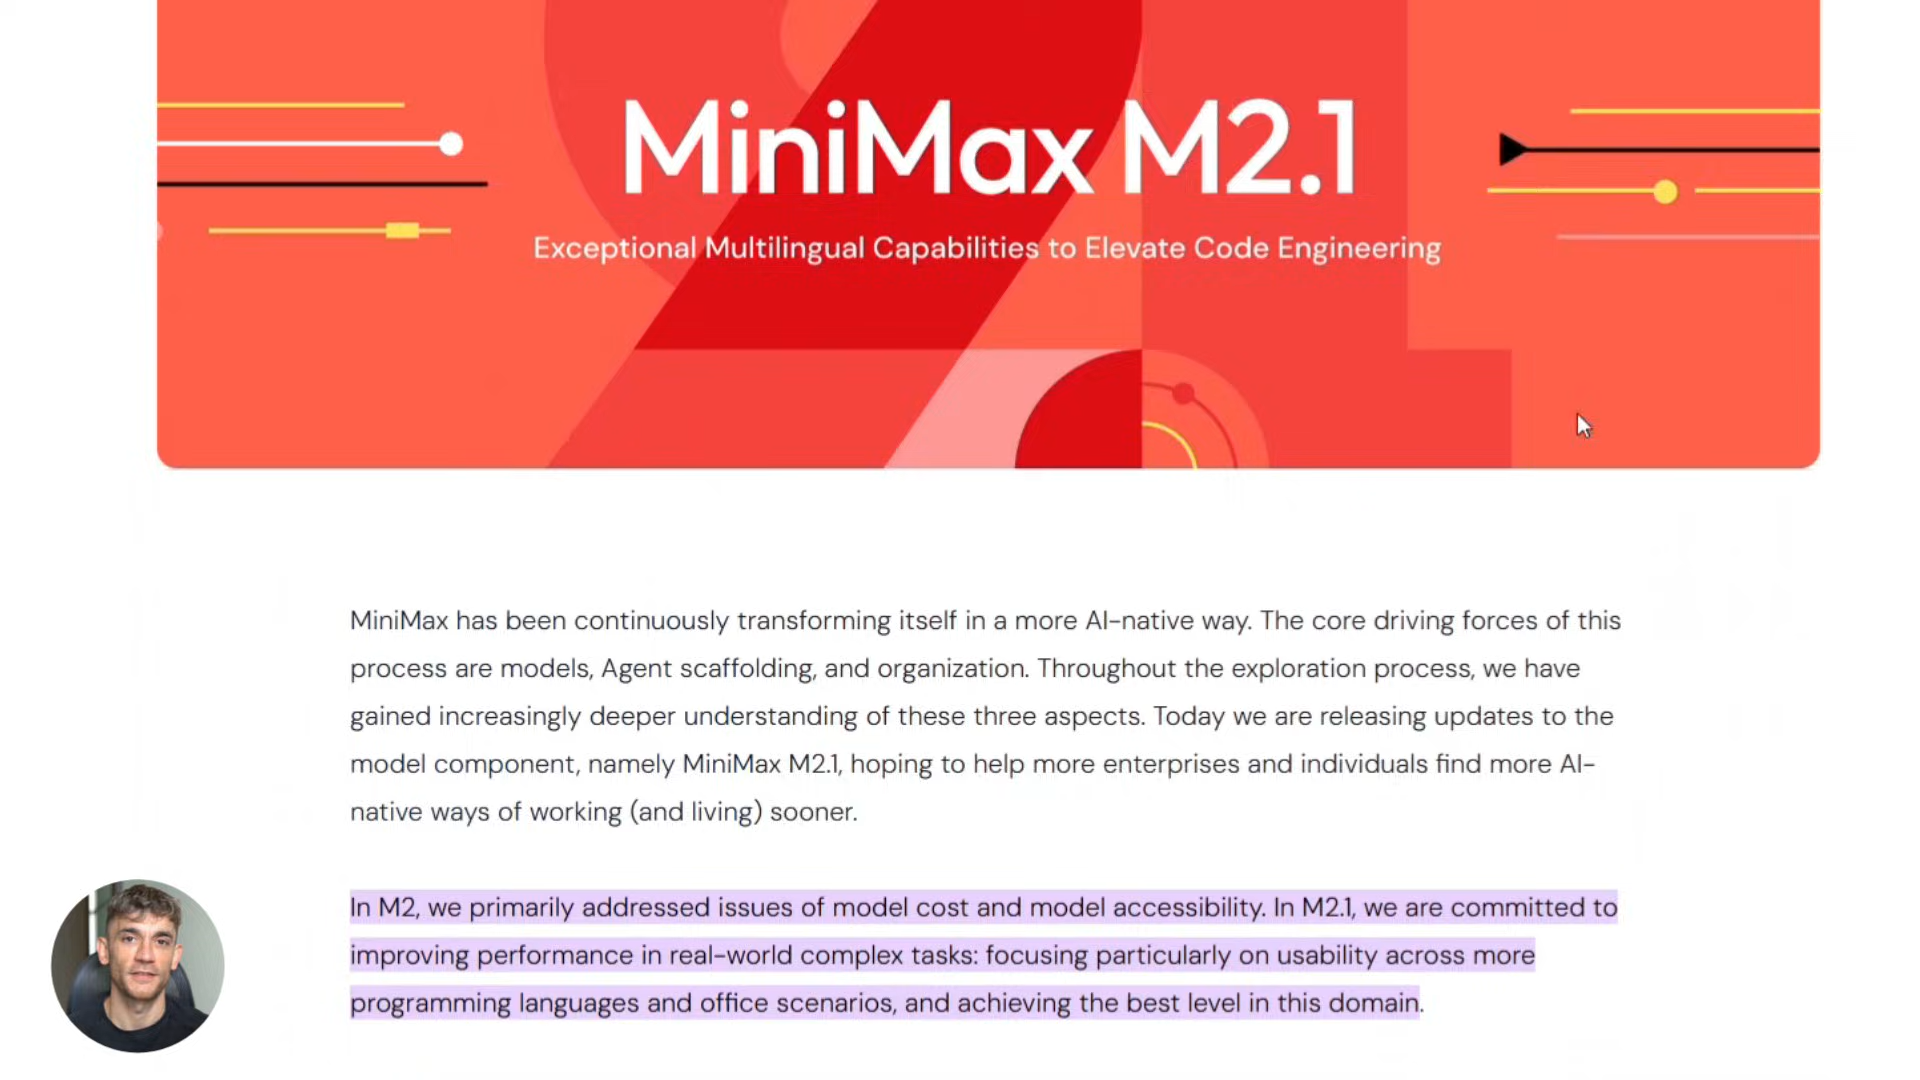 MiniMax M2.1
Exceptional Multilingual Capabilities to Elevate Code Engineering
MiniMax has been continuously transforming itself in a more AI-native way. The core driving forces of this
process are models, Agent scaffolding, and organization. Throughout the exploration process, we have
gained increasingly deeper understanding of these three aspects. Today we are releasing updates to the
model component, namely MiniMax M2.1, hoping to help more enterprises and individuals find more AI-
native ways of working (and living) sooner.
In M2, we primarily addressed issues of model cost and model accessibility. In M2.1, we are committed to
improving performance in real-world complex tasks: focusing particularly on usability across more
programming languages and office scenarios, and achieving the best level in this domain.